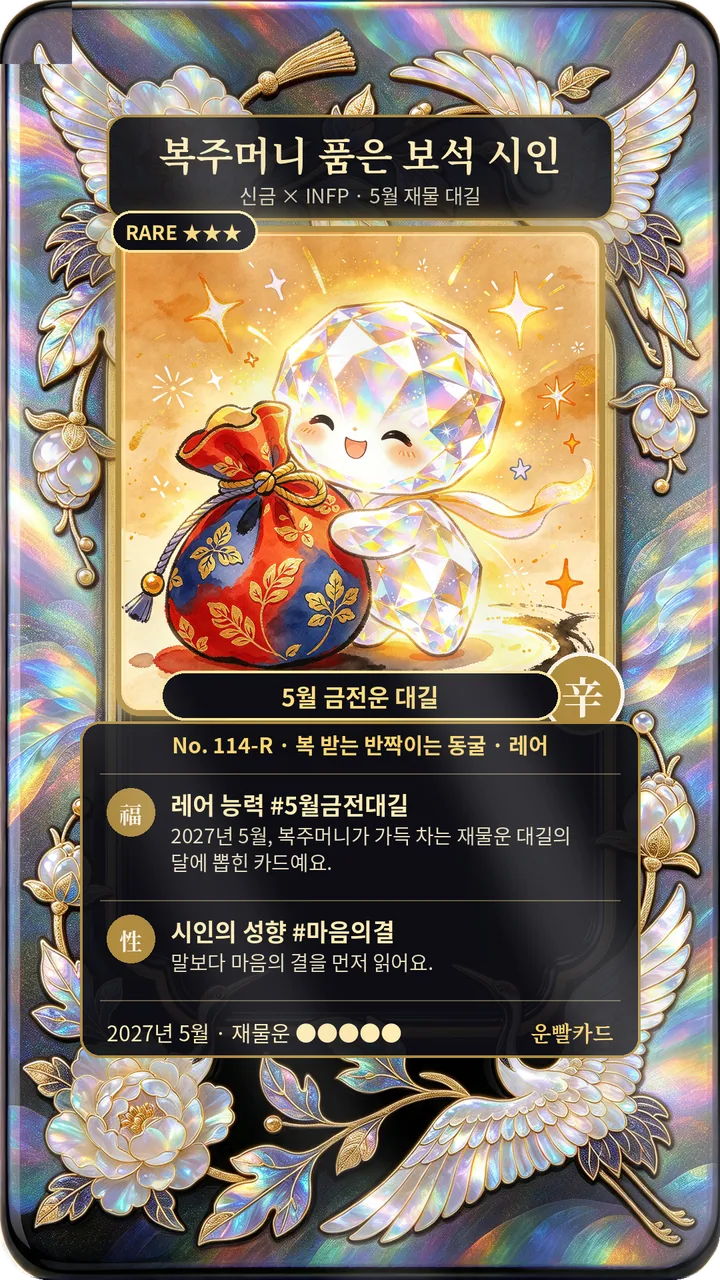 복주머니 품은 보석 시인
신금 × INFP · 5월 재물 대길
RARE ★★★
5월 금전운 대길
辛
No. 114-R · 복 받는 반짝이는 동굴 · 레어
福
레어 능력 #5월금전대길
2027년 5월, 복주머니가 가득 차는 재물운 대길의
달에 뽑힌 카드예요.
性
시인의 성향 #마음의결
말보다 마음의 결을 먼저 읽어요.
2027년 5월 · 재물운 ●●●●●
운빨카드